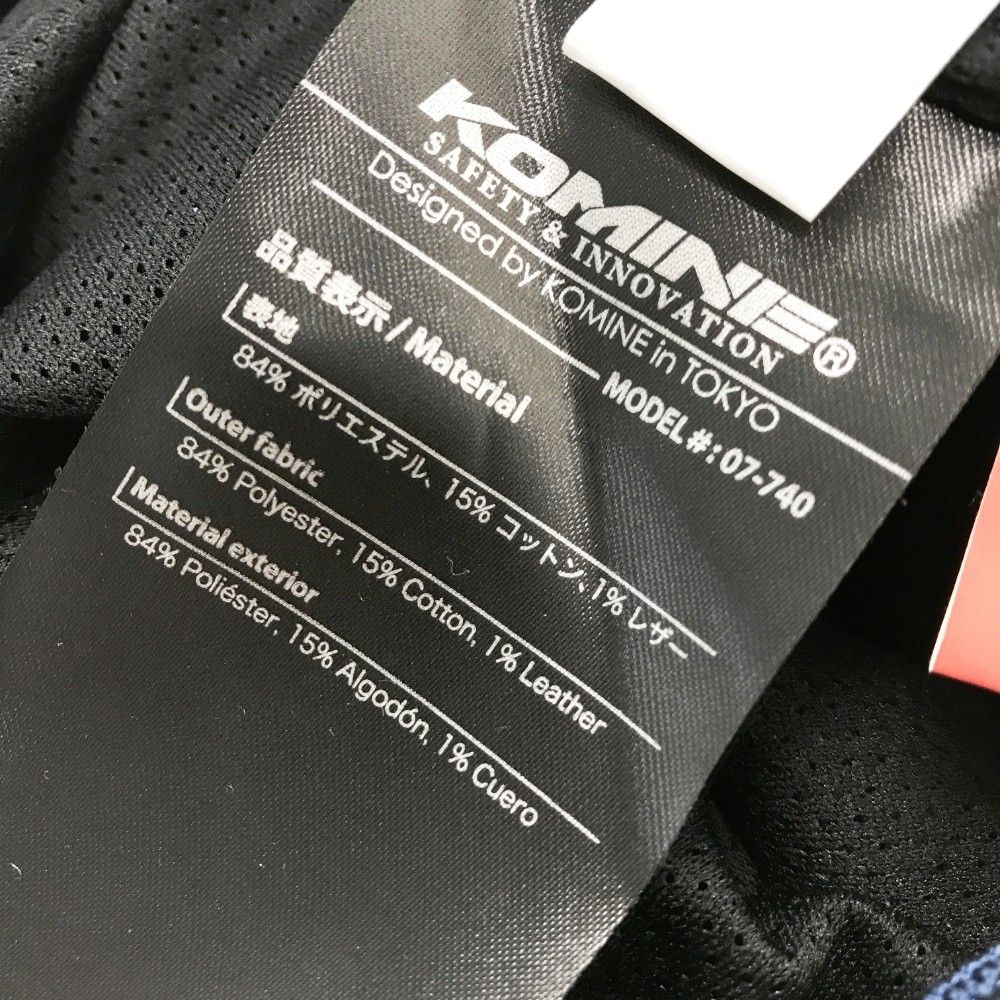 KOMINE®
SAFETY & INNOVATION
Designed by KOMINE in TOKYO
MODEL#: 07-740
品質表示 / Material
表地
84% ポリエステル、15% コットン、1% レザー
Outer fabric
84% Polyester, 15% Cotton, 1% Leather
Material exterior
84% Poliéster, 15% Algodón, 1% Cuero